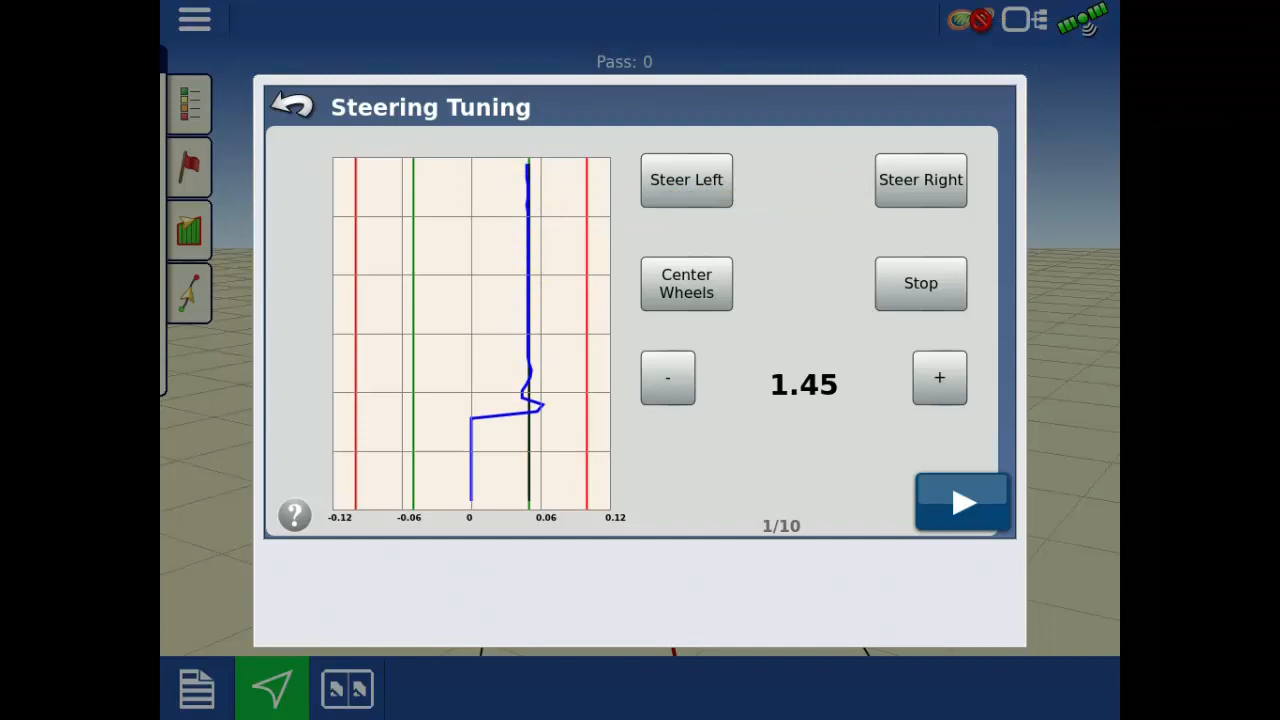 Pass: 0
Steering Tuning
Steer Left
Steer Right
Center
Wheels
Stop
-
1.45
+
-0.12 -0.06 0 0.06 0.12
?
1/10